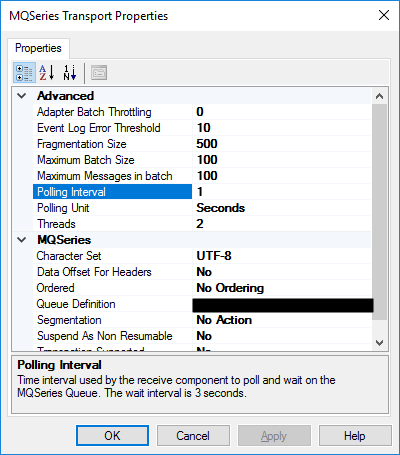 MQSeries Transport Properties
Properties
Advanced
Adapter Batch Throttling 0
Event Log Error Threshold 10
Fragmentation Size 500
Maximum Batch Size 100
Maximum Messages in batch 100
Polling Interval 1
Polling Unit Seconds
Threads 2
MQSeries
Character Set UTF-8
Data Offset For Headers No
Ordered No Ordering
Queue Definition
Segmentation No Action
Suspend As Non Resumable No
Transaction Supported No
Polling Interval
Time interval used by the receive component to poll and wait on the
MQSeries Queue. The wait interval is 3 seconds.
OK Cancel Apply Help